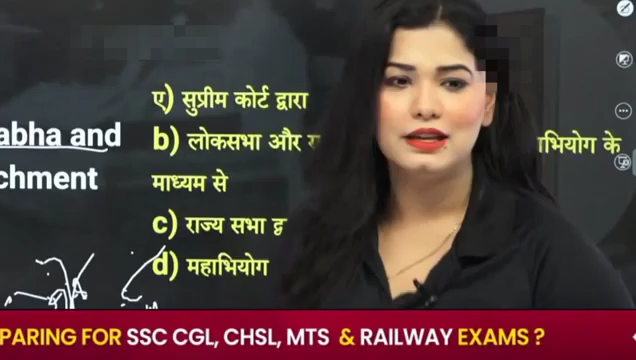 ए) सुप्रीम कोर्ट द्वारा
abha and b) लोकसभा और भियोग के
chment माध्यम से
c) राज्य सभा द्व
d) महाभियोग
PARING FOR SSC CGL, CHSL, MTS & RAILWAY EXAMS ?